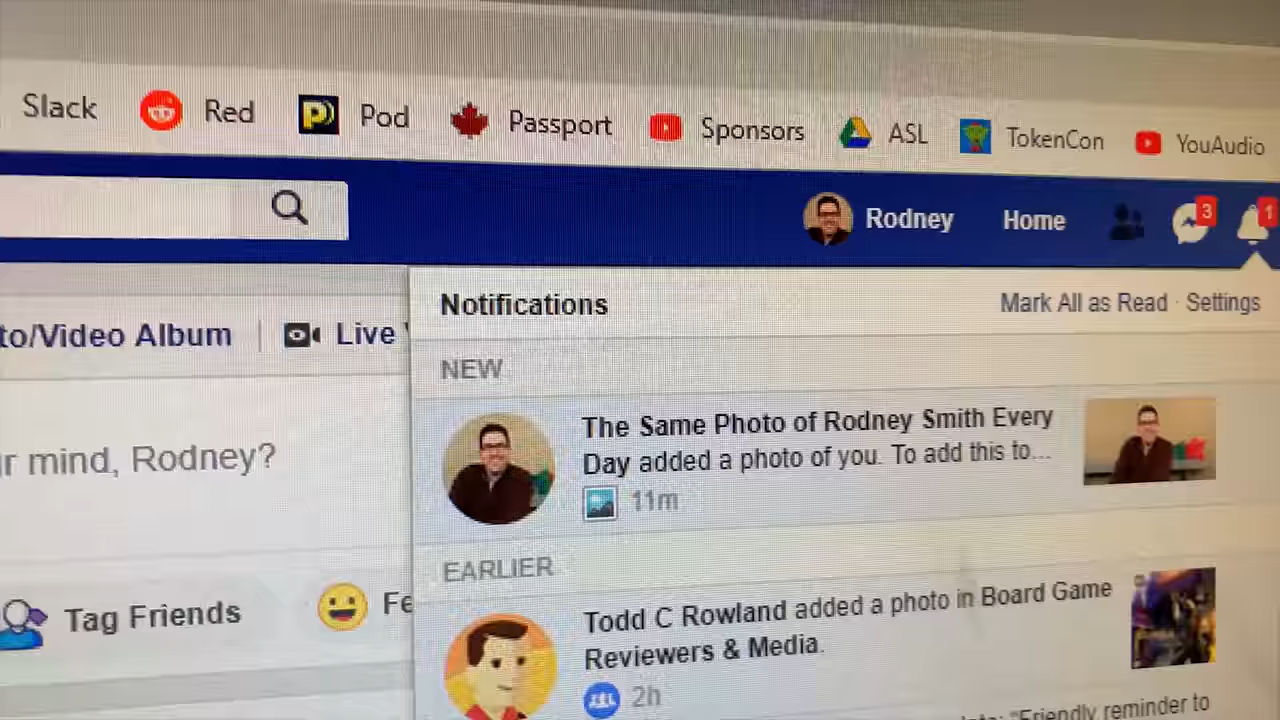 Slack Red Pod Passport Sponsors ASL TokenCon YouAudio
Rodney Home 3 1
to/Video Album Live
Notifications Mark All as Read · Settings
NEW
r mind, Rodney?
The Same Photo of Rodney Smith Every
Day added a photo of you. To add this to...
11m
EARLIER
Tag Friends Fe
Todd C Rowland added a photo in Board Game
Reviewers & Media.
2h
"Friendly reminder to